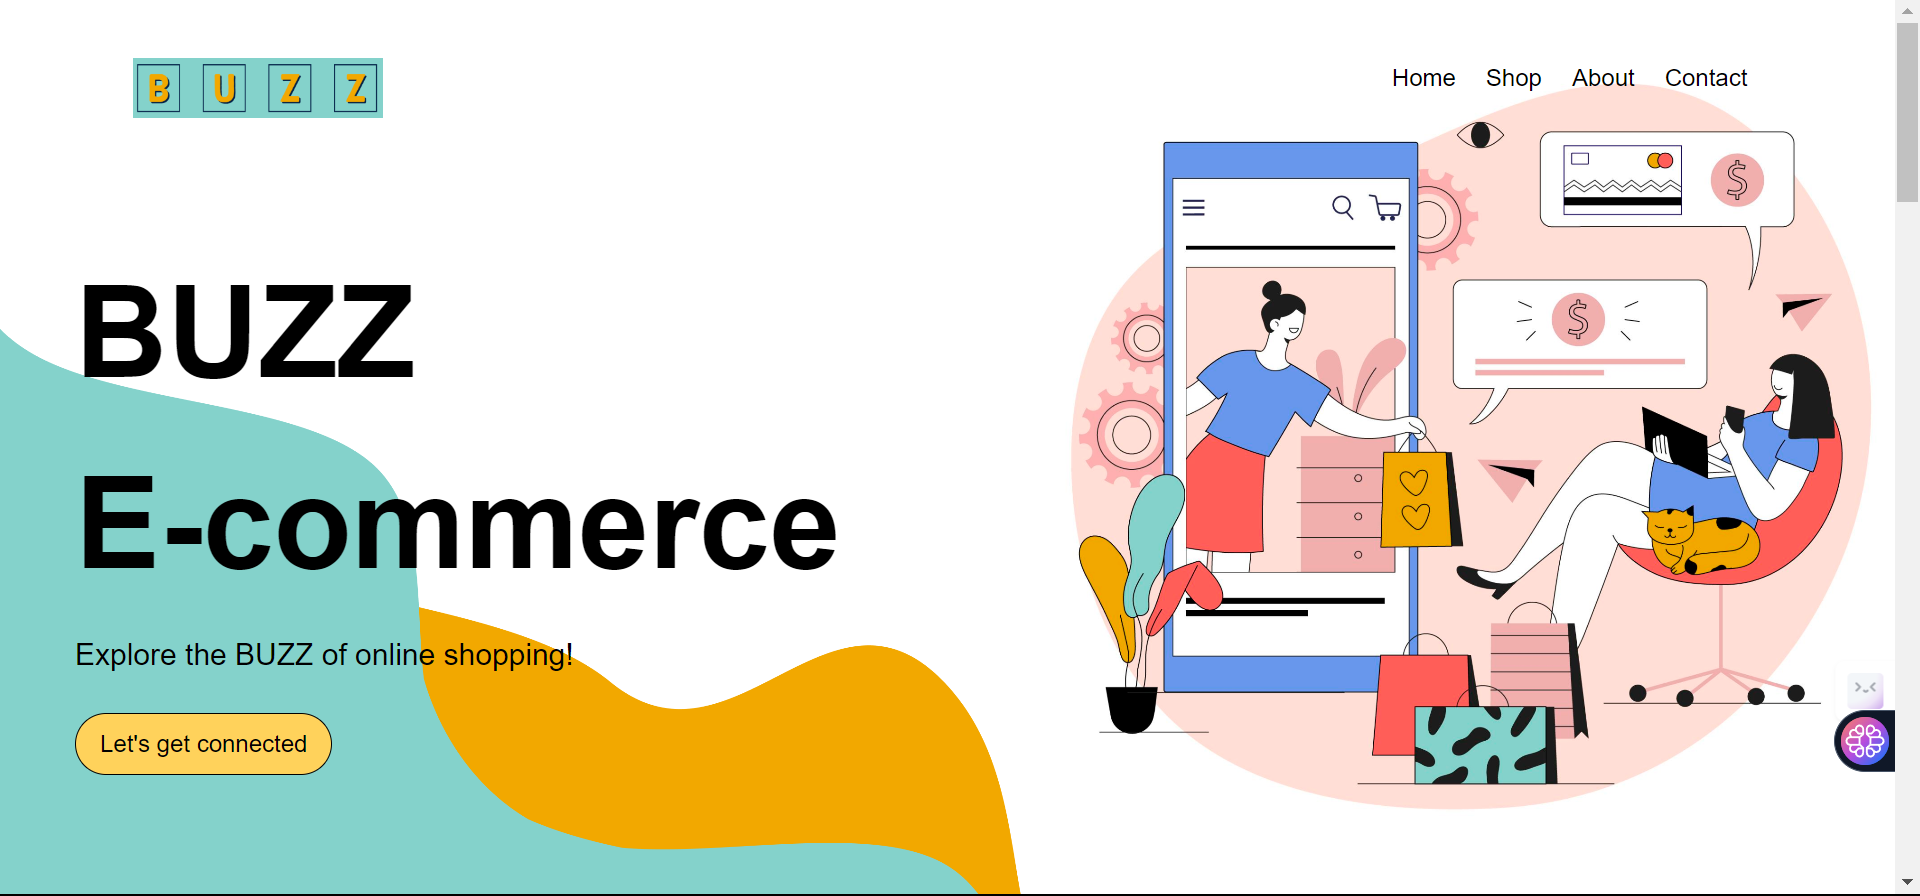 B U Z Z
Home Shop About Contact
$
$
BUZZ
E-commerce
Explore the BUZZ of online shopping!
Let's get connected